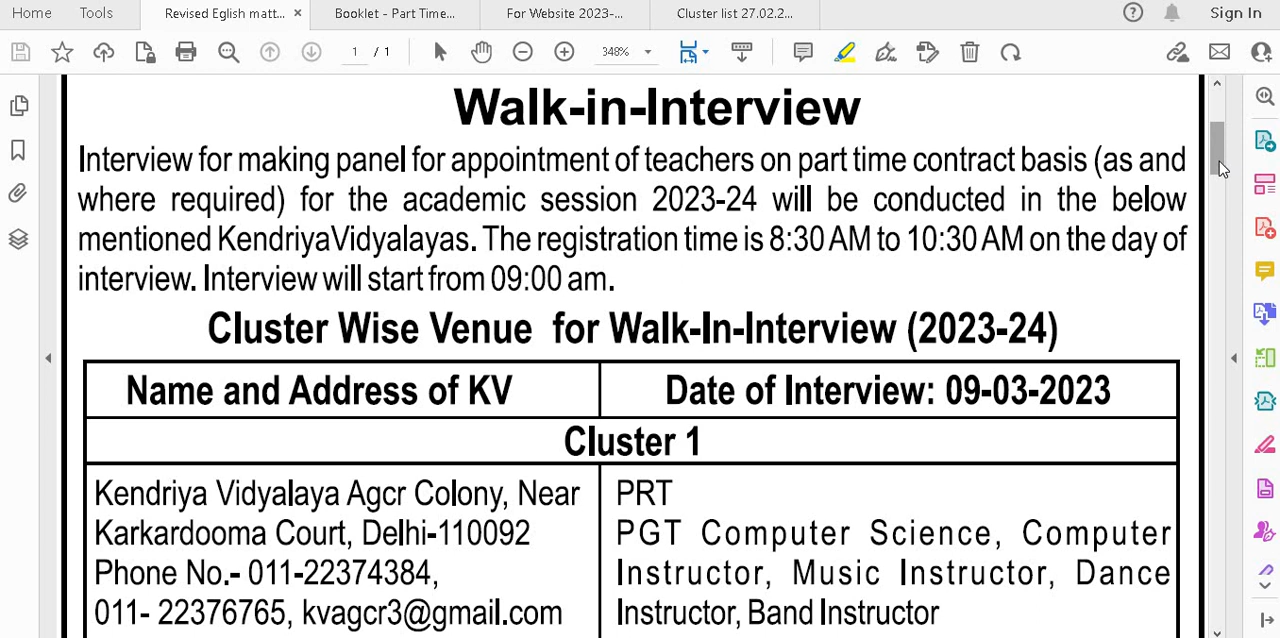 Home Tools Revised Eglish matt... × Booklet - Part Time... For Website 2023-... Cluster list 27.02.2... Sign In
1 / 1 348%
Walk-in-Interview
Interview for making panel for appointment of teachers on part time contract basis (as and
where required) for the academic session 2023-24 will be conducted in the below
mentioned KendriyaVidyalayas. The registration time is 8:30 AM to 10:30 AM on the day of
interview. Interview will start from 09:00 am.
Cluster Wise Venue for Walk-In-Interview (2023-24)
Name and Address of KV
Date of Interview: 09-03-2023
Cluster 1
Kendriya Vidyalaya Agcr Colony, Near
Karkardooma Court, Delhi-110092
Phone No.- 011-22374384,
011- 22376765, kvagcr3@gmail.com
PRT
PGT Computer Science, Computer
Instructor, Music Instructor, Dance
Instructor, Band Instructor